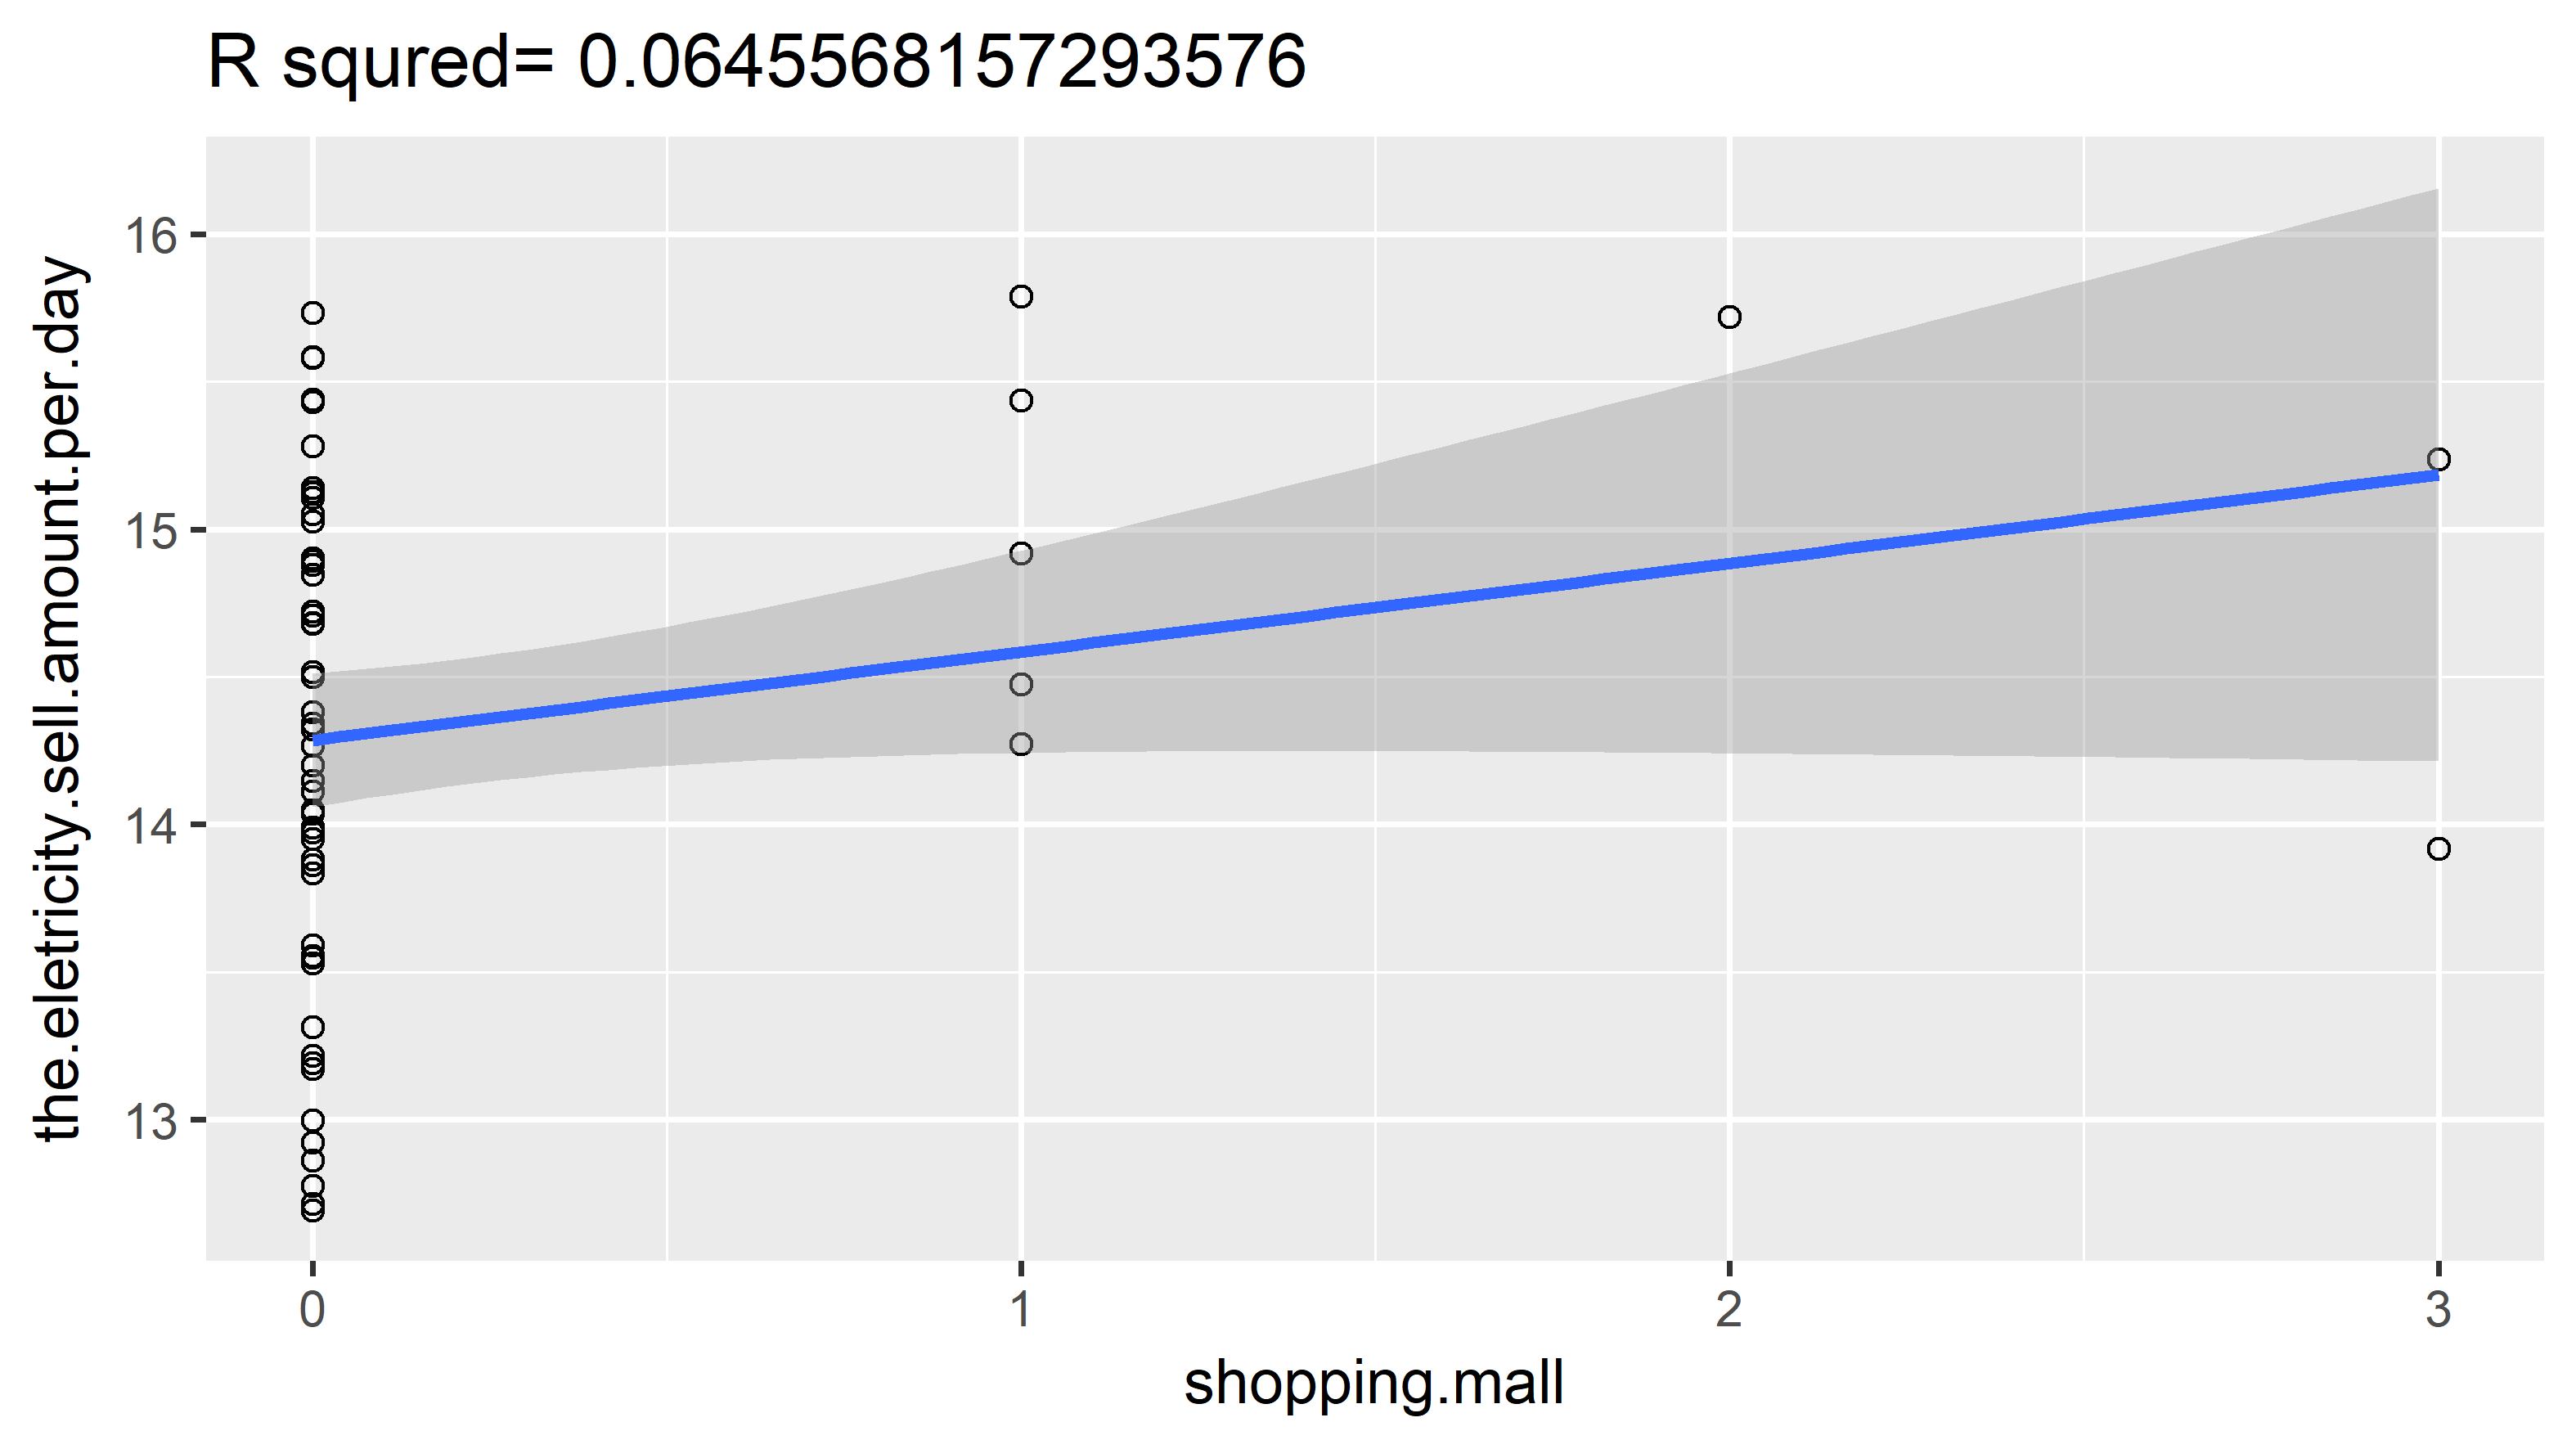 R squred= 0.0645568157293576
the.eletricity.sell.amount.per.day
16
15
14
13
0 1 2 3
shopping.mall